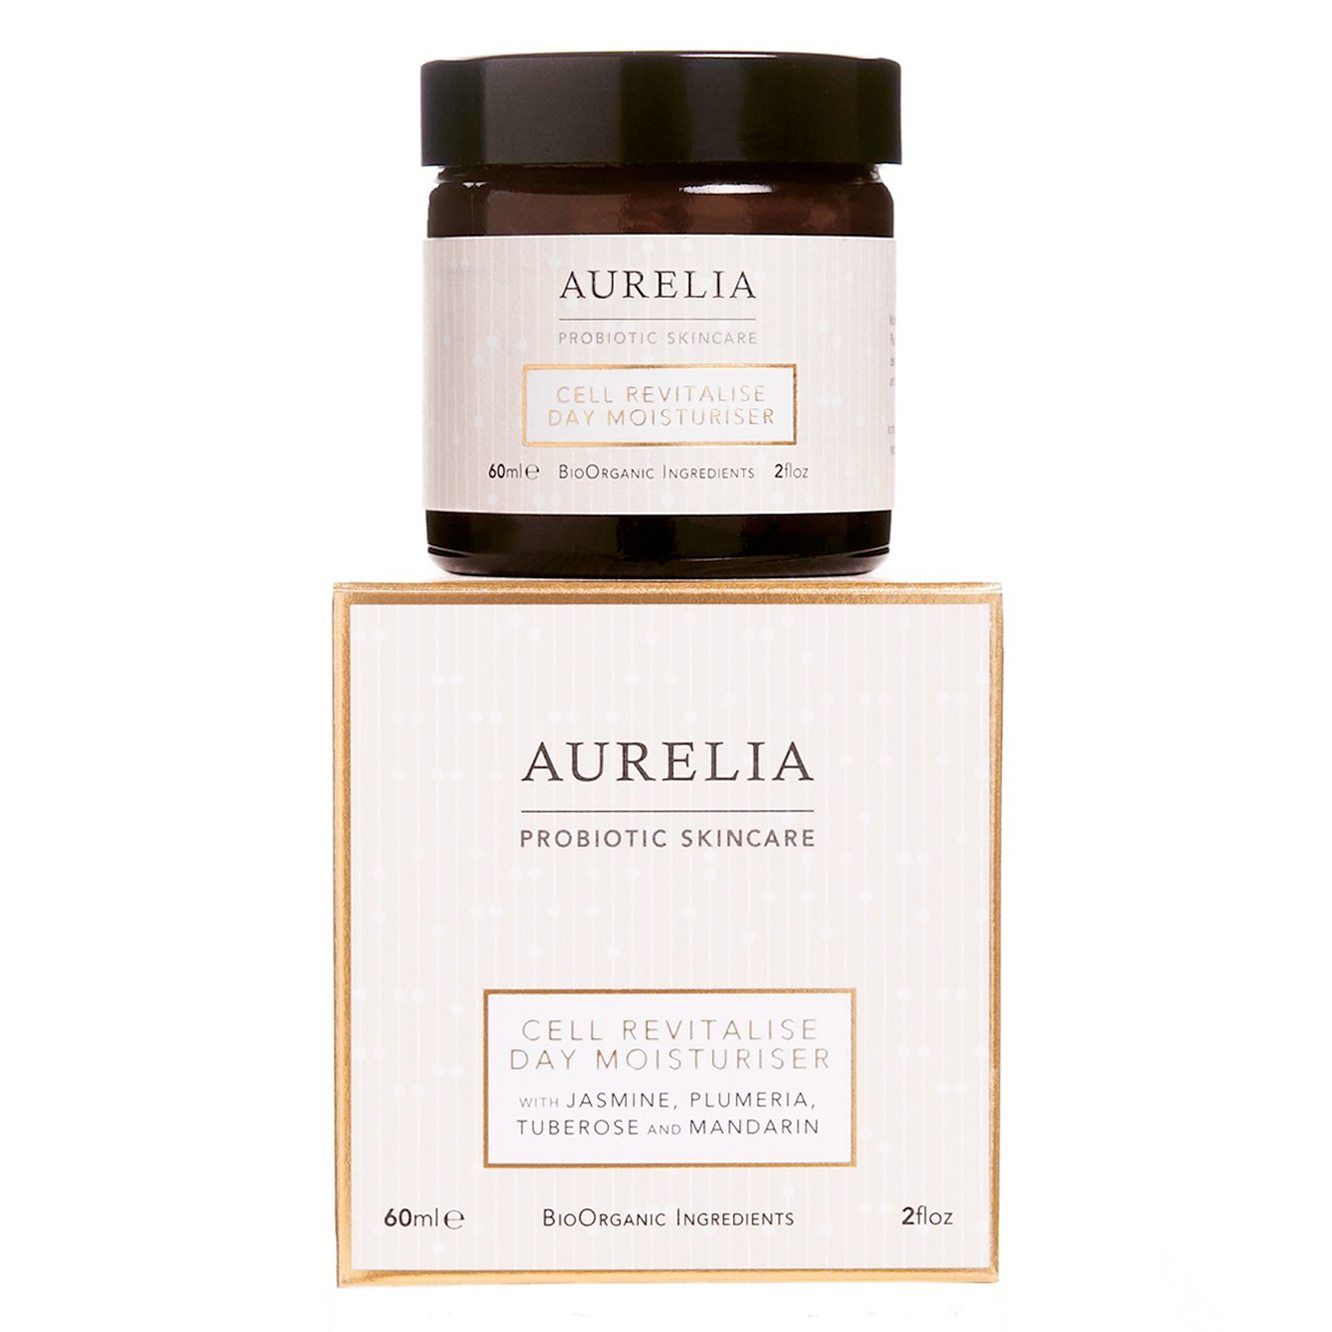 AURELIA
PROBIOTIC SKINCARE
CELL REVITALISE
DAY MOISTURISER
60ml℮ BIOORGANIC INGREDIENTS 2floz
AURELIA
PROBIOTIC SKINCARE
CELL REVITALISE
DAY MOISTURISER
WITH JASMINE, PLUMERIA,
TUBEROSE AND MANDARIN
60ml℮ BIOORGANIC INGREDIENTS 2floz